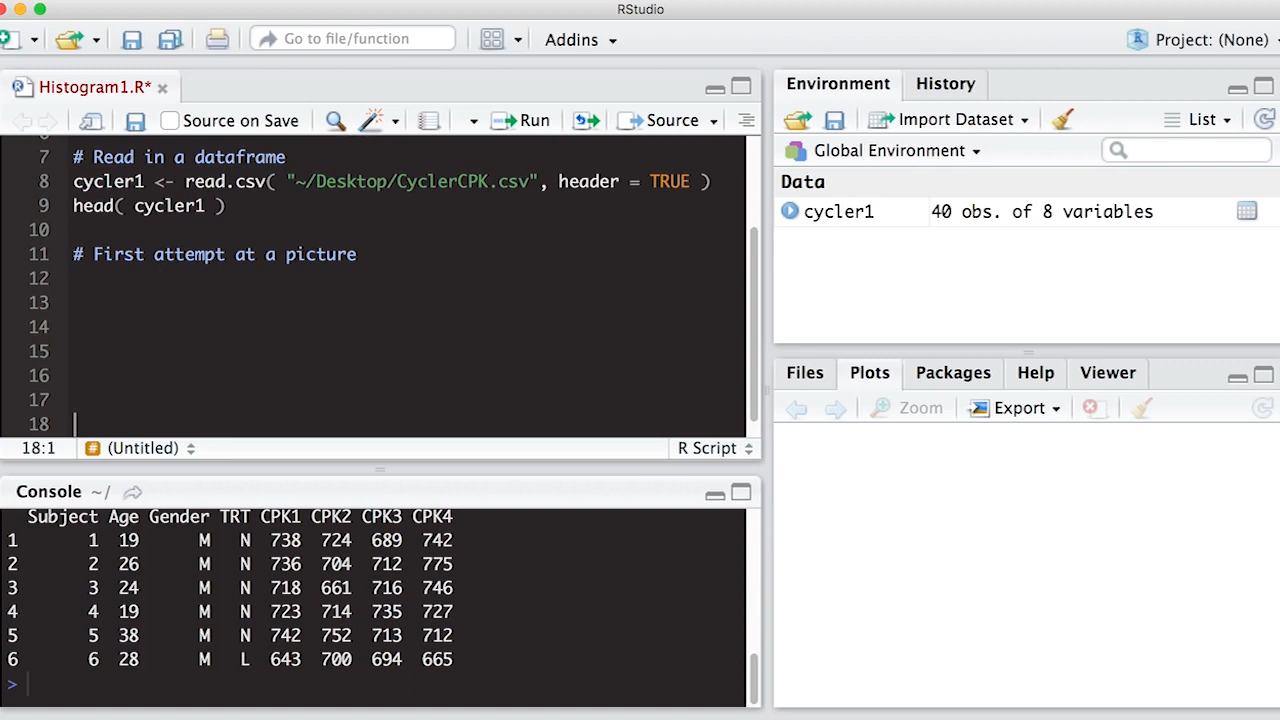 RStudio
Go to file/function
Addins
Project: (None)
Histogram1.R*
Source on Save
Run
Source
7 # Read in a dataframe
8 cycler1 <- read.csv( "~/Desktop/CyclerCPK.csv", header = TRUE )
9 head( cycler1 )
10
11 # First attempt at a picture
12
13
14
15
16
17
18
18:1 (Untitled) R Script
Console ~/
Subject Age Gender TRT CPK1 CPK2 CPK3 CPK4
1 1 19 M N 738 724 689 742
2 2 26 M N 736 704 712 775
3 3 24 M N 718 661 716 746
4 4 19 M N 723 714 735 727
5 5 38 M N 742 752 713 712
6 6 28 M L 643 700 694 665
>
Environment History
Import Dataset List
Global Environment
Data
cycler1 40 obs. of 8 variables
Files Plots Packages Help Viewer
Zoom Export